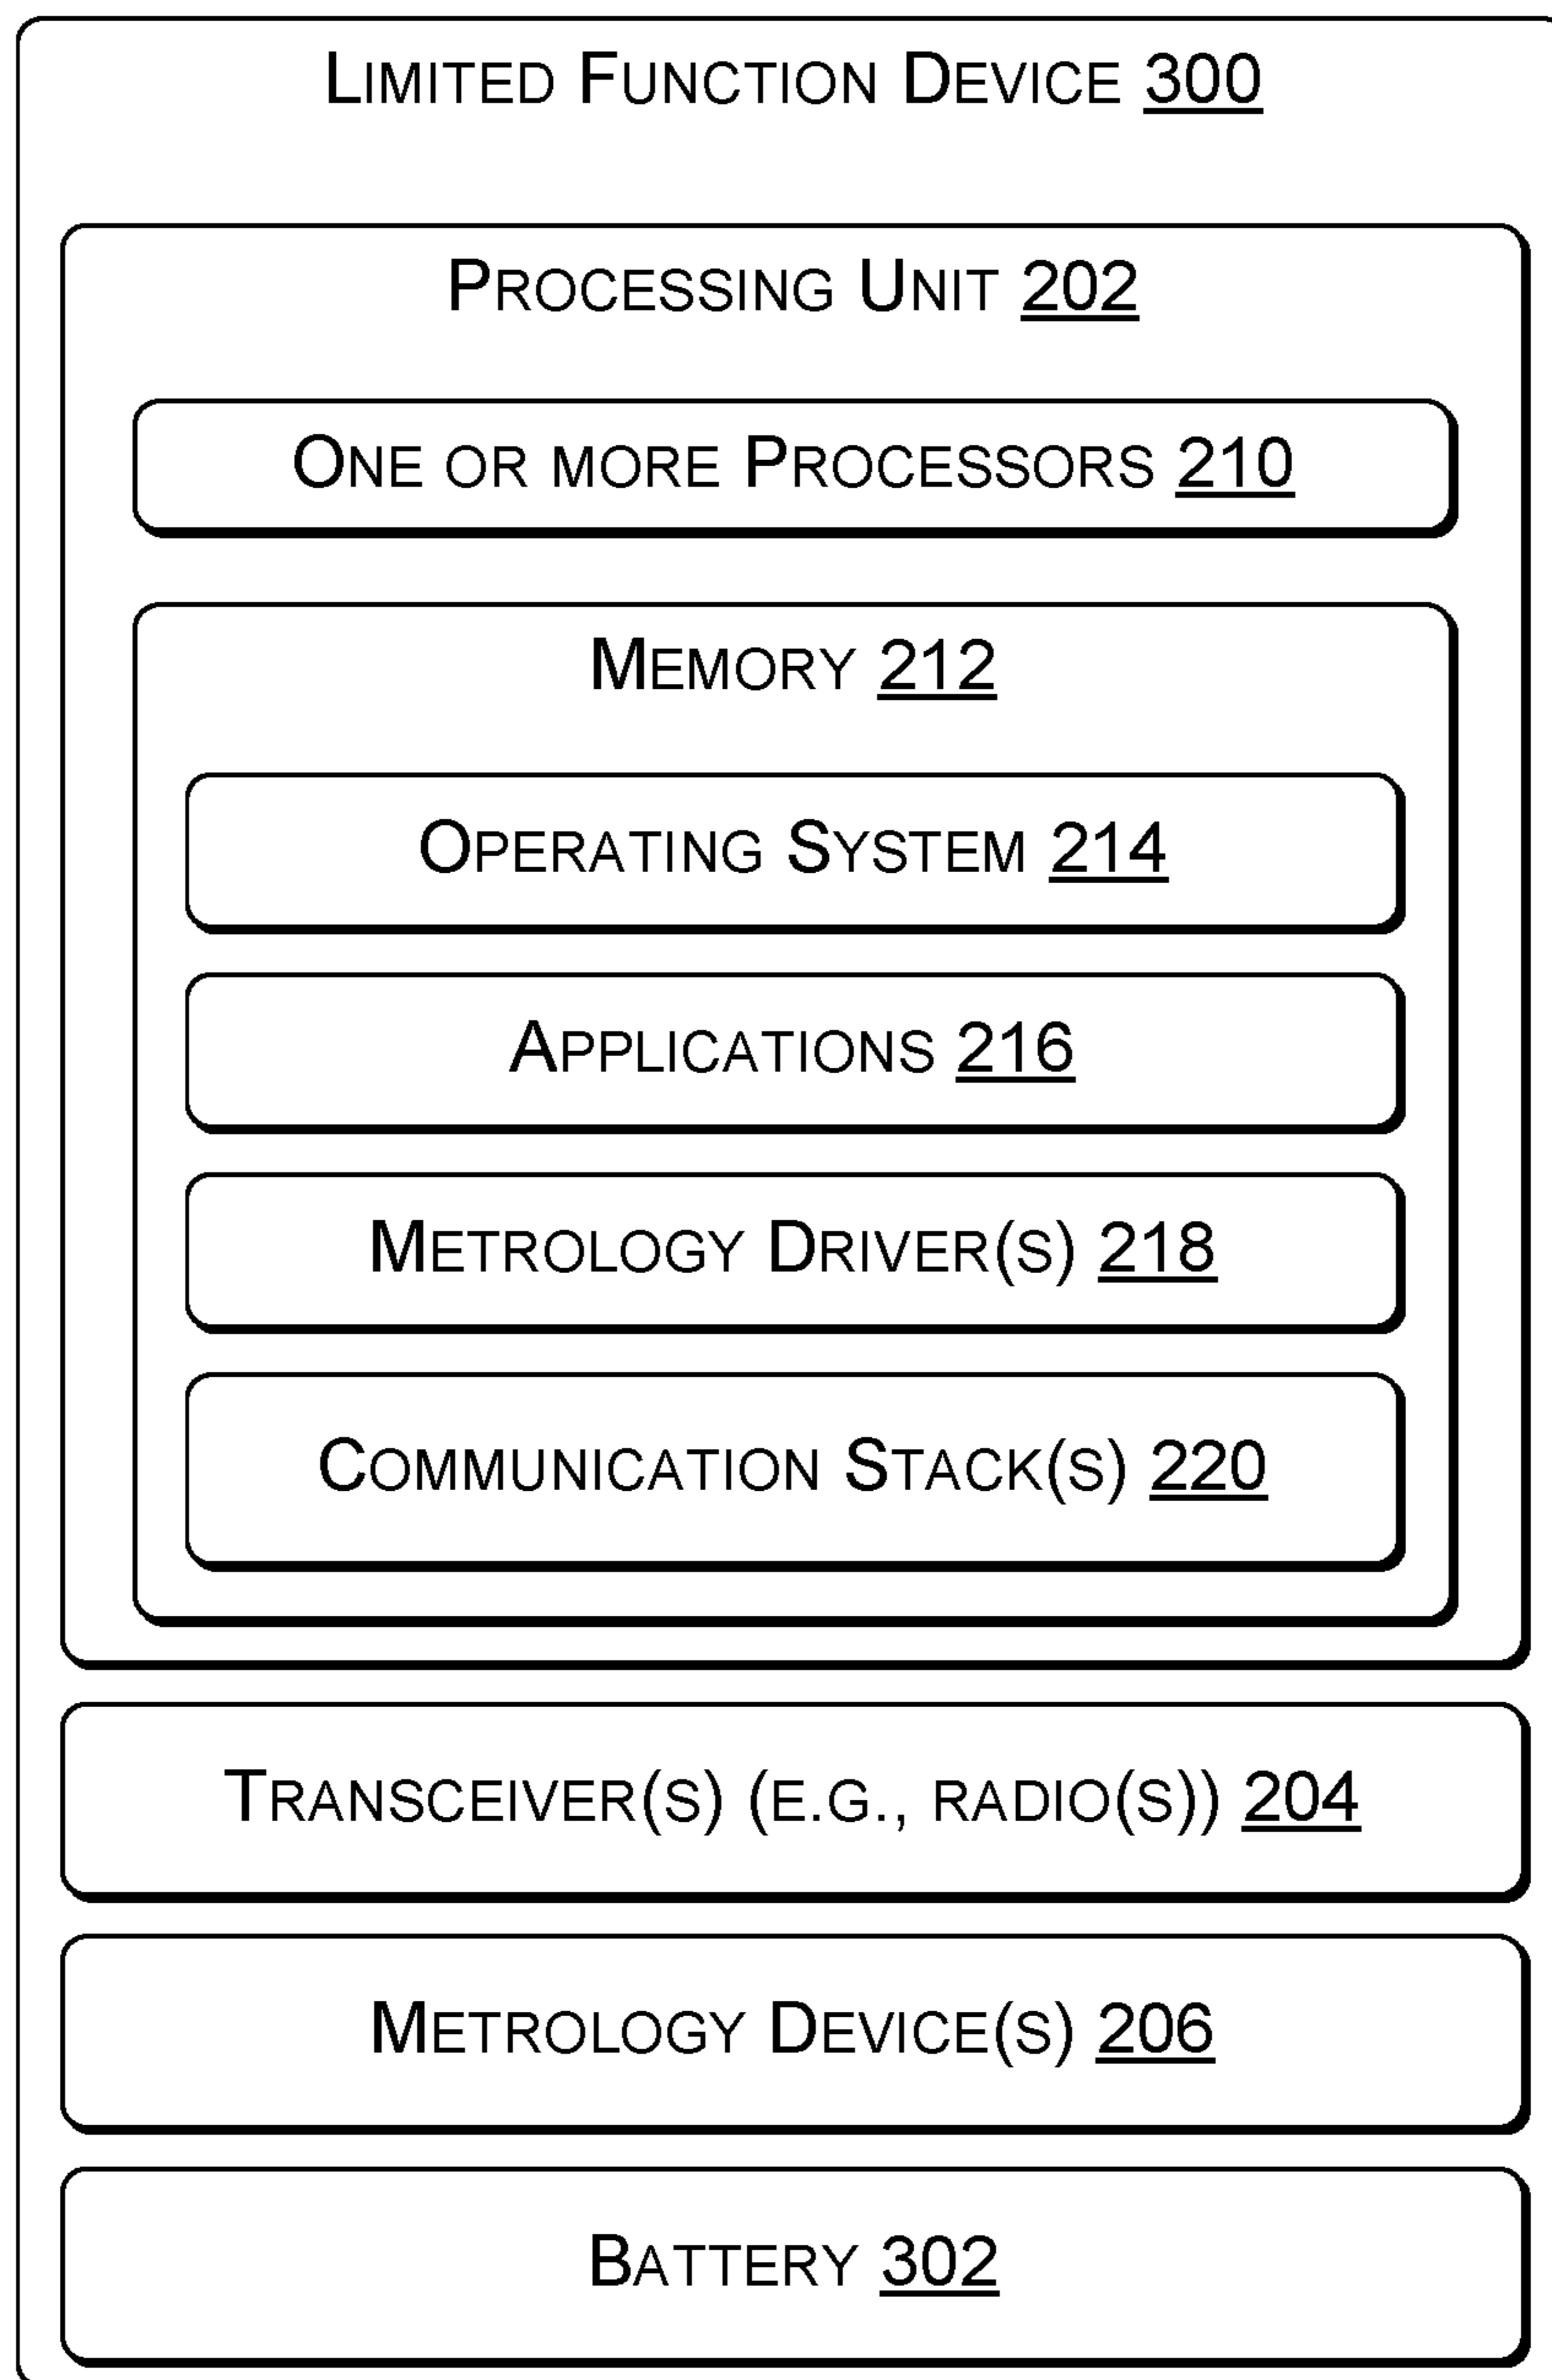 LIMITED FUNCTION DEVICE 300
PROCESSING UNIT 202
ONE OR MORE PROCESSORS 210
MEMORY 212
OPERATING SYSTEM 214
APPLICATIONS 216
METROLOGY DRIVER(S) 218
COMMUNICATION STACK(S) 220
TRANSCEIVER(S) (E.G., RADIO(S)) 204
METROLOGY DEVICE(S) 206
BATTERY 302